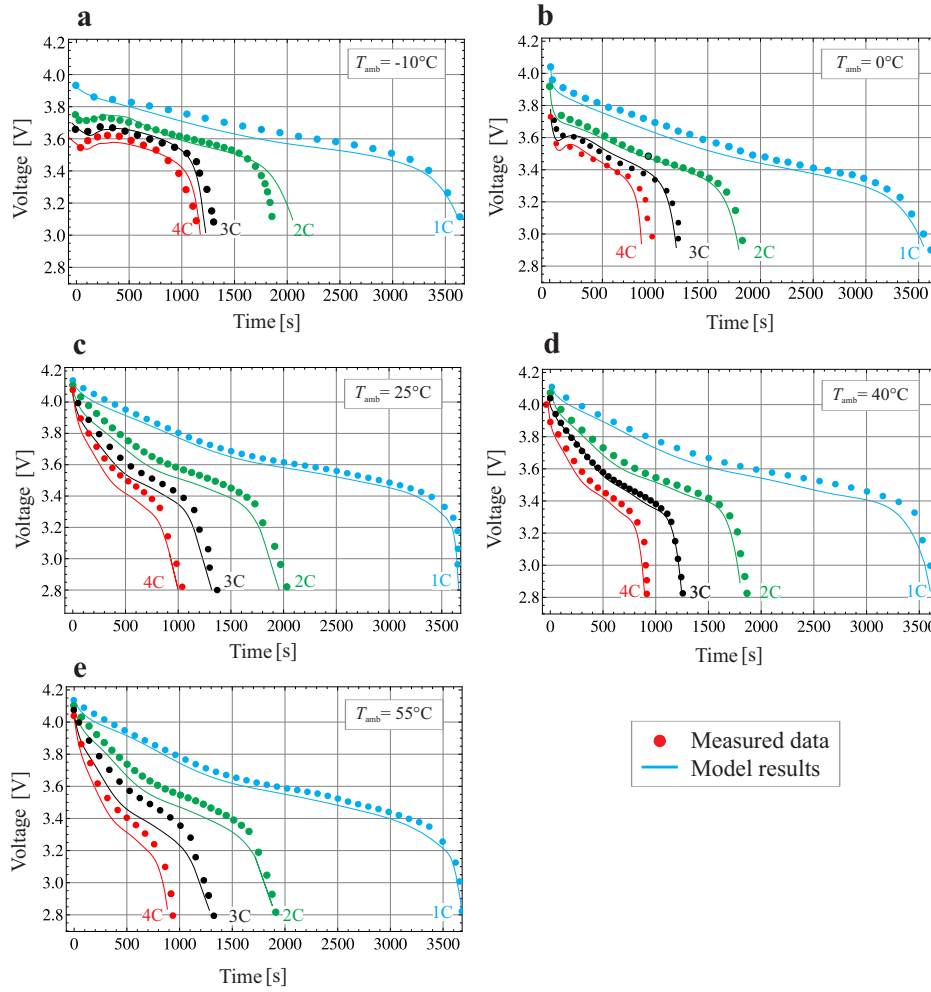 a
4.2
4.0
3.8
3.6
3.4
3.2
3.0
2.8
Voltage [V]
T_amb= -10°C
4C
3C
2C
1C
0 500 1000 1500 2000 2500 3000 3500
Time [s]
b
4.2
4.0
3.8
3.6
3.4
3.2
3.0
2.8
Voltage [V]
T_amb= 0°C
4C
3C
2C
1C
0 500 1000 1500 2000 2500 3000 3500
Time [s]
c
4.2
4.0
3.8
3.6
3.4
3.2
3.0
2.8
Voltage [V]
T_amb= 25°C
4C
3C
2C
1C
0 500 1000 1500 2000 2500 3000 3500
Time [s]
d
4.2
4.0
3.8
3.6
3.4
3.2
3.0
2.8
Voltage [V]
T_amb= 40°C
4C
3C
2C
1C
0 500 1000 1500 2000 2500 3000 3500
Time [s]
e
4.2
4.0
3.8
3.6
3.4
3.2
3.0
2.8
Voltage [V]
T_amb= 55°C
4C
3C
2C
1C
0 500 1000 1500 2000 2500 3000 3500
Time [s]
Measured data
Model results